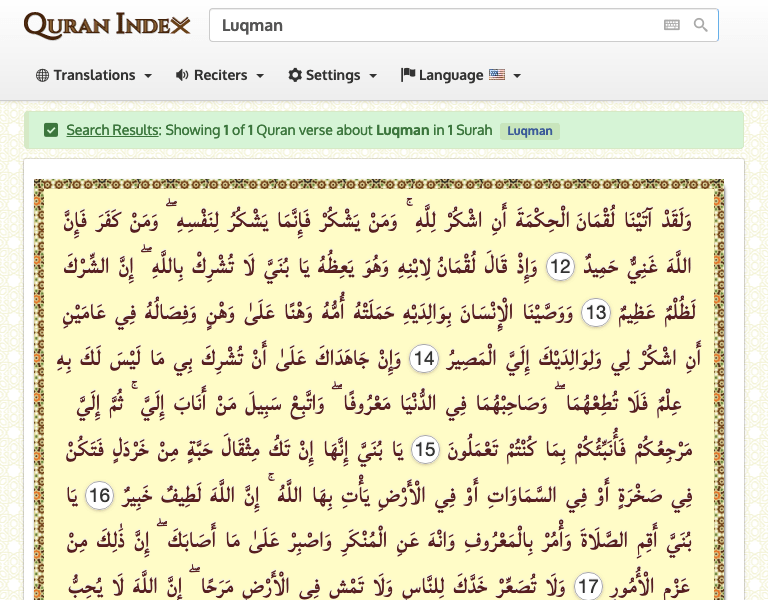 QURAN INDEX
Luqman
Translations Reciters Settings Language
Search Results: Showing 1 of 1 Quran verse about Luqman in 1 Surah Luqman
وَلَقَدْ آتَيْنَا لُقْمَانَ الْحِكْمَةَ أَنِ اشْكُرْ لِلَّهِ ۚ وَمَنْ يَشْكُرْ فَإِنَّمَا يَشْكُرُ لِنَفْسِهِ ۖ وَمَنْ كَفَرَ فَإِنَّ
اللَّهَ غَنِيٌّ حَمِيدٌ 12 وَإِذْ قَالَ لُقْمَانُ لِابْنِهِ وَهُوَ يَعِظُهُ يَا بُنَيَّ لَا تُشْرِكْ بِاللَّهِ ۖ إِنَّ الشِّرْكَ
لَظُلْمٌ عَظِيمٌ 13 وَوَصَّيْنَا الْإِنْسَانَ بِوَالِدَيْهِ حَمَلَتْهُ أُمُّهُ وَهْنًا عَلَىٰ وَهْنٍ وَفِصَالُهُ فِي عَامَيْنِ
أَنِ اشْكُرْ لِي وَلِوَالِدَيْكَ إِلَيَّ الْمَصِيرُ 14 وَإِنْ جَاهَدَاكَ عَلَىٰ أَنْ تُشْرِكَ بِي مَا لَيْسَ لَكَ بِهِ
عِلْمٌ فَلَا تُطِعْهُمَا ۖ وَصَاحِبْهُمَا فِي الدُّنْيَا مَعْرُوفًا ۖ وَاتَّبِعْ سَبِيلَ مَنْ أَنَابَ إِلَيَّ ۚ ثُمَّ إِلَيَّ
مَرْجِعُكُمْ فَأُنَبِّئُكُمْ بِمَا كُنْتُمْ تَعْمَلُونَ 15 يَا بُنَيَّ إِنَّهَا إِنْ تَكُ مِثْقَالَ حَبَّةٍ مِنْ خَرْدَلٍ فَتَكُنْ
فِي صَخْرَةٍ أَوْ فِي السَّمَاوَاتِ أَوْ فِي الْأَرْضِ يَأْتِ بِهَا اللَّهُ ۚ إِنَّ اللَّهَ لَطِيفٌ خَبِيرٌ 16 يَا
بُنَيَّ أَقِمِ الصَّلَاةَ وَأْمُرْ بِالْمَعْرُوفِ وَانْهَ عَنِ الْمُنْكَرِ وَاصْبِرْ عَلَىٰ مَا أَصَابَكَ ۖ إِنَّ ذَٰلِكَ مِنْ
عَزْمِ الْأُمُورِ 17 وَلَا تُصَعِّرْ خَدَّكَ لِلنَّاسِ وَلَا تَمْشِ فِي الْأَرْضِ مَرَحًا ۖ إِنَّ اللَّهَ لَا يُحِبُّ